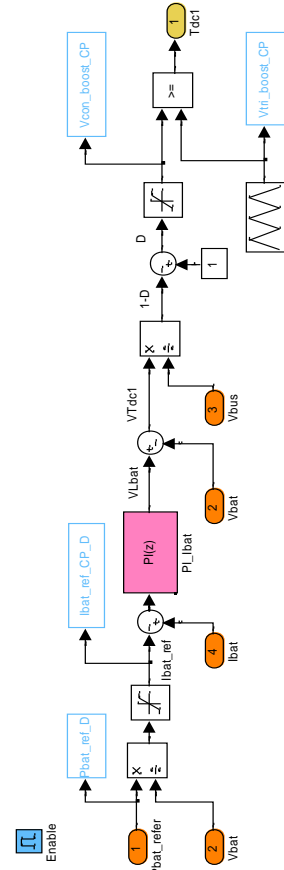 Enable
Pbat_ref_D
1
Pbat_refer
2
Vbat
Ibat_ref_CP_D
Ibat_ref
4
Ibat
PI(z)
PI_Ibat
VLbat
2
Vbat
VTdc1
3
Vbus
1-D
1
D
Vcon_boost_CP
>=
Vtri_boost_CP
1
Tdc1